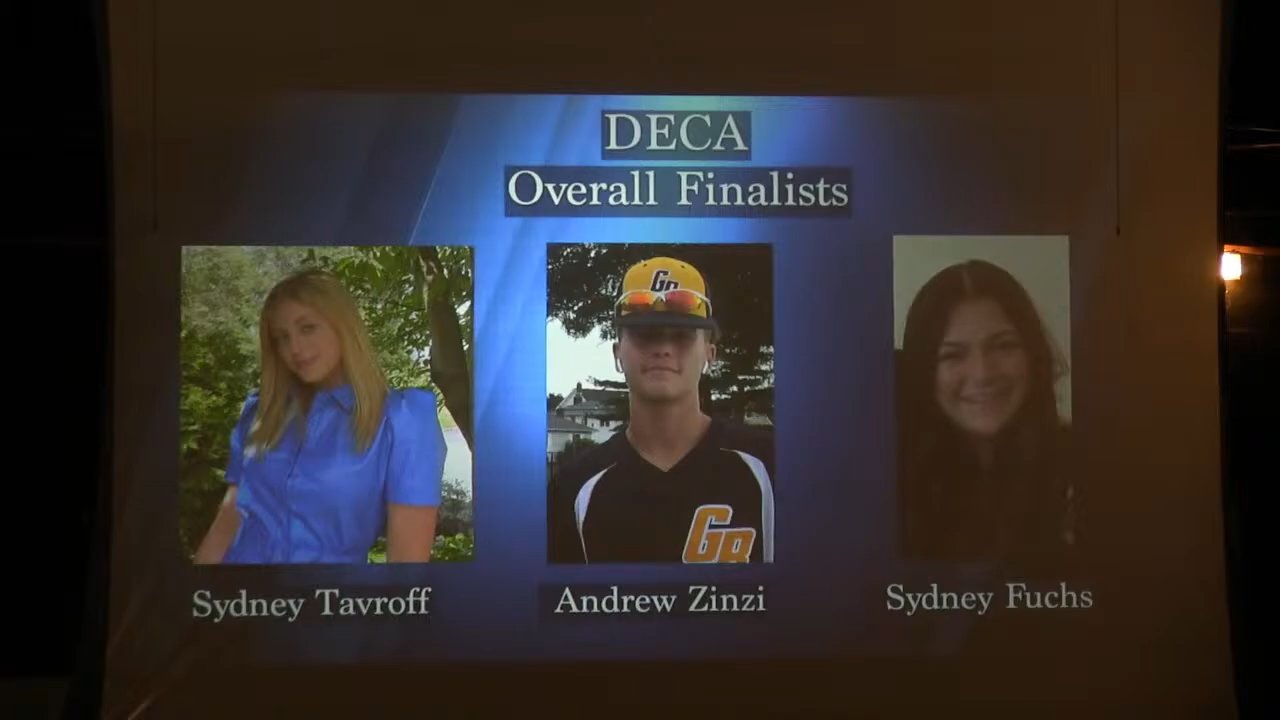 DECA
Overall Finalists
GB
GB
Sydney Tavroff
Andrew Zinzi
Sydney Fuchs